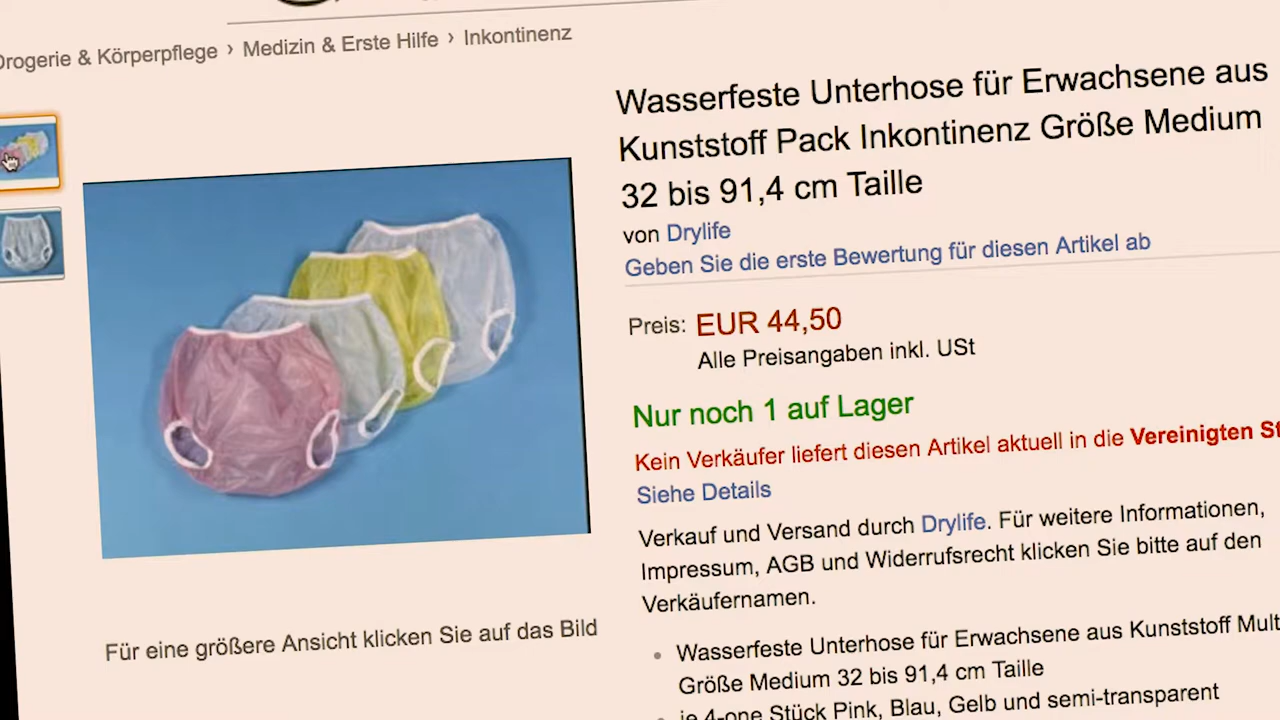 Drogerie & Körperpflege › Medizin & Erste Hilfe › Inkontinenz
Wasserfeste Unterhose für Erwachsene aus
Kunststoff Pack Inkontinenz Größe Medium
32 bis 91,4 cm Taille
von Drylife
Geben Sie die erste Bewertung für diesen Artikel ab
Preis: EUR 44,50
Alle Preisangaben inkl. USt
Nur noch 1 auf Lager
Kein Verkäufer liefert diesen Artikel aktuell in die Vereinigten St
Siehe Details
Verkauf und Versand durch Drylife. Für weitere Informationen,
Impressum, AGB und Widerrufsrecht klicken Sie bitte auf den
Verkäufernamen.
Für eine größere Ansicht klicken Sie auf das Bild
• Wasserfeste Unterhose für Erwachsene aus Kunststoff Mult
Größe Medium 32 bis 91,4 cm Taille
• je 4-one Stück Pink, Blau, Gelb und semi-transparent